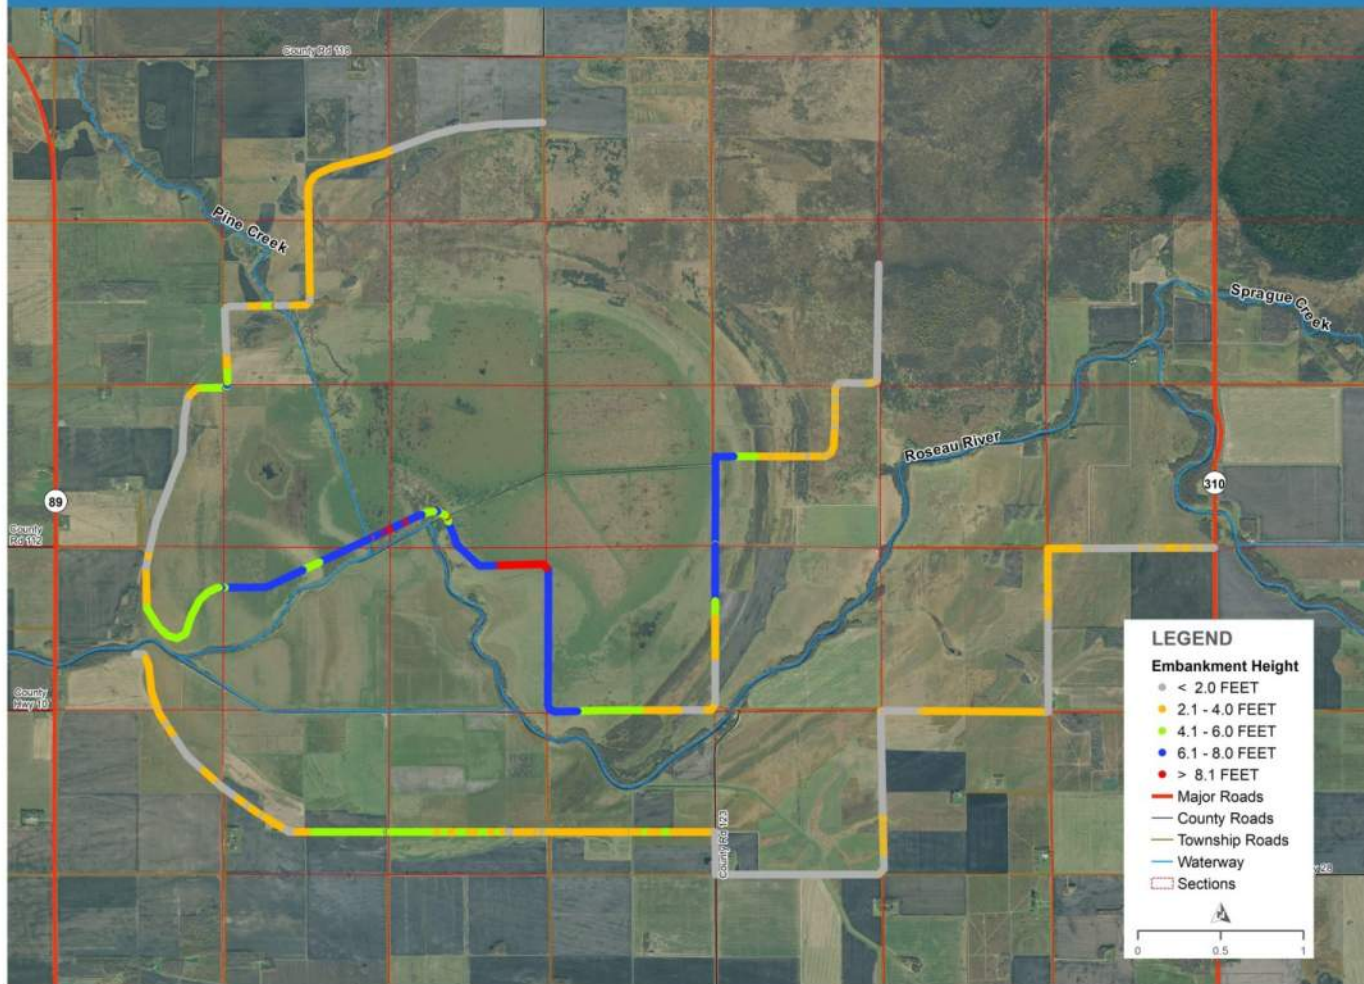 County Rd 118
Pine Creek
Sprague Creek
Roseau River
89
310
County
Rd 112
County
Hwy 10
County Rd 123
y 28
LEGEND
Embankment Height
< 2.0 FEET
2.1 - 4.0 FEET
4.1 - 6.0 FEET
6.1 - 8.0 FEET
> 8.1 FEET
Major Roads
County Roads
Township Roads
Waterway
Sections
0 0.5 1